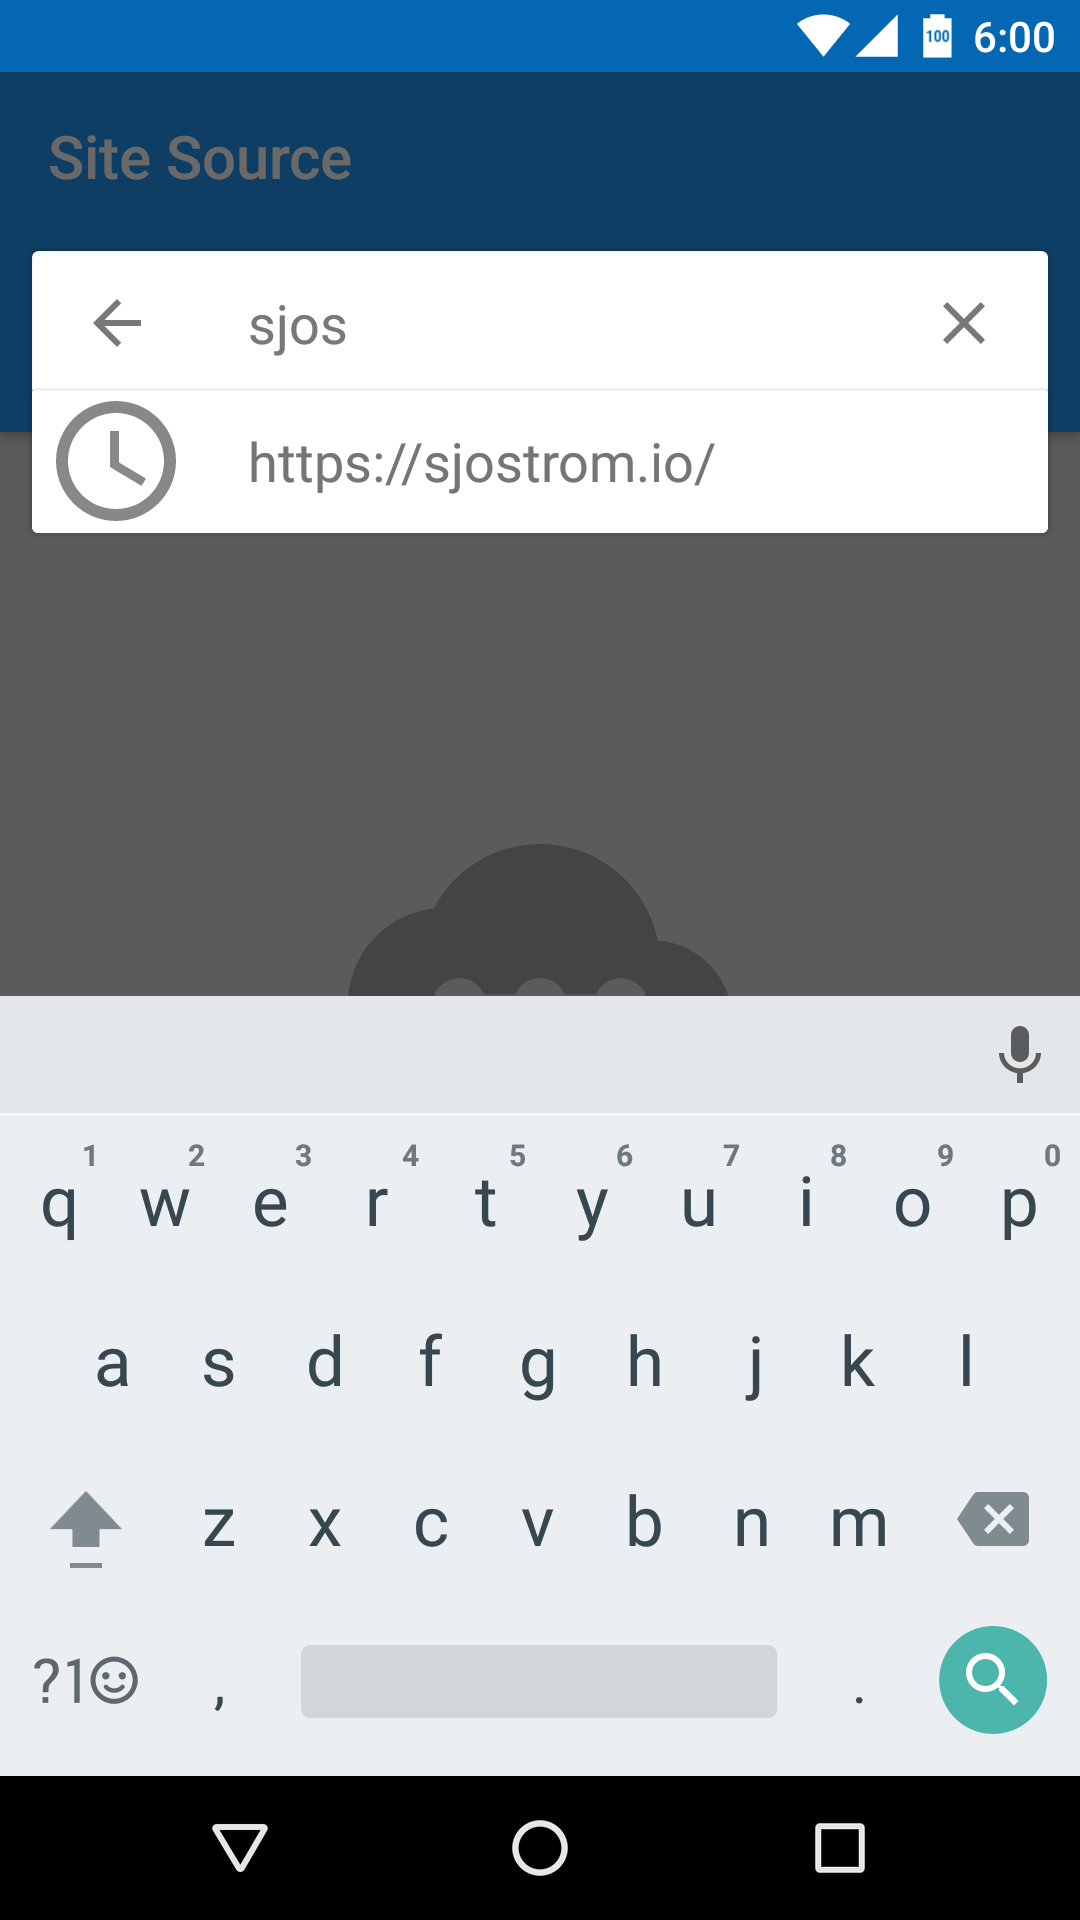 100 6:00
Site Source
sjos
https://sjostrom.io/
1 2 3 4 5 6 7 8 9 0
q w e r t y u i o p
a s d f g h j k l
z x c v b n m
?1☺ , .